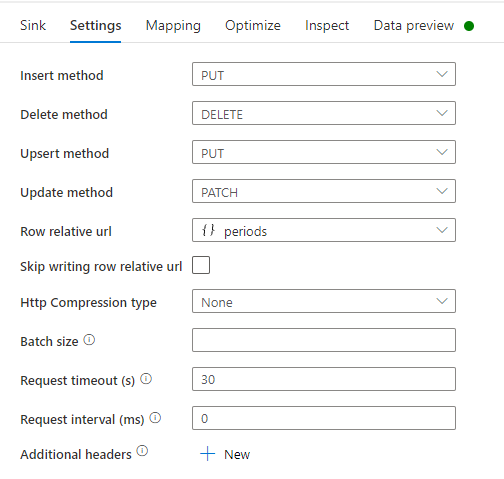 Sink Settings Mapping Optimize Inspect Data preview
Insert method PUT
Delete method DELETE
Upsert method PUT
Update method PATCH
Row relative url {} periods
Skip writing row relative url
Http Compression type None
Batch size
Request timeout (s) 30
Request interval (ms) 0
Additional headers + New